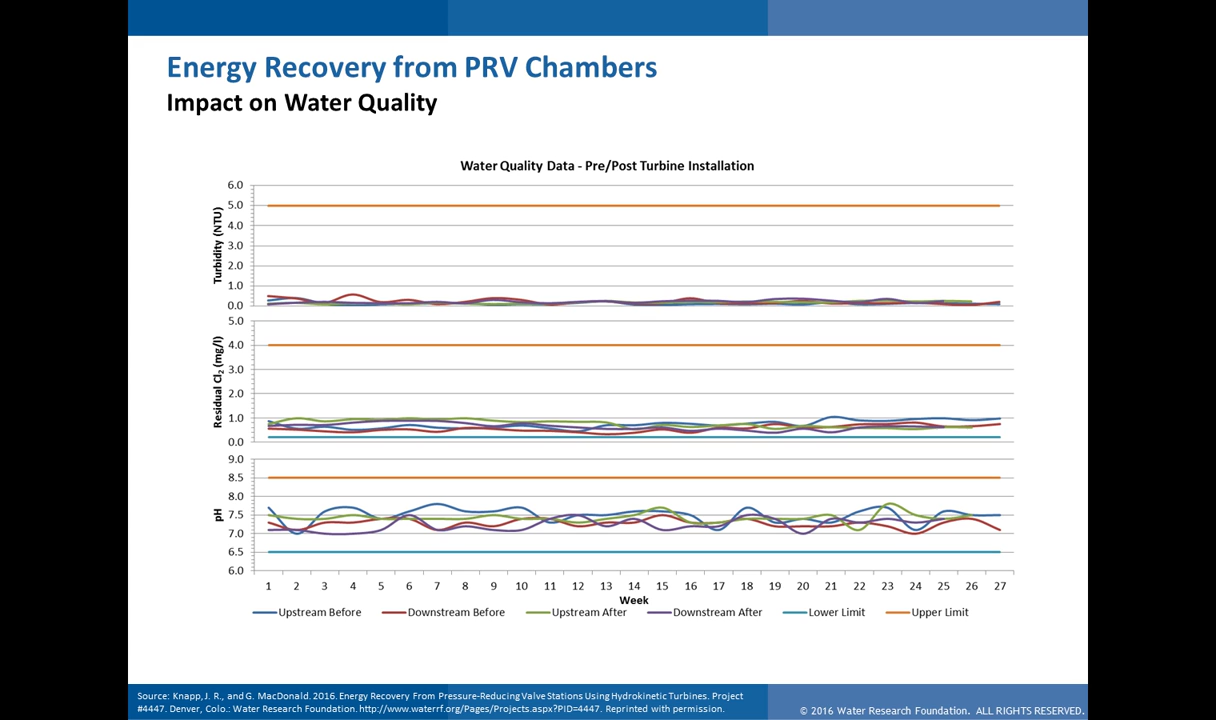 Energy Recovery from PRV Chambers
Impact on Water Quality
Water Quality Data - Pre/Post Turbine Installation
Turbidity (NTU)
6.0
5.0
4.0
3.0
2.0
1.0
0.0
Residual Cl₂ (mg/l)
5.0
4.0
3.0
2.0
1.0
0.0
pH
9.0
8.5
8.0
7.5
7.0
6.5
6.0
1 2 3 4 5 6 7 8 9 10 11 12 13 14 15 16 17 18 19 20 21 22 23 24 25 26 27
Week
Upstream Before Downstream Before Upstream After Downstream After Lower Limit Upper Limit
Source: Knapp, J. R., and G. MacDonald. 2016. Energy Recovery From Pressure-Reducing Valve Stations Using Hydrokinetic Turbines. Project
#4447. Denver, Colo.: Water Research Foundation. http://www.waterrf.org/Pages/Projects.aspx?PID=4447. Reprinted with permission.
© 2016 Water Research Foundation. ALL RIGHTS RESERVED.